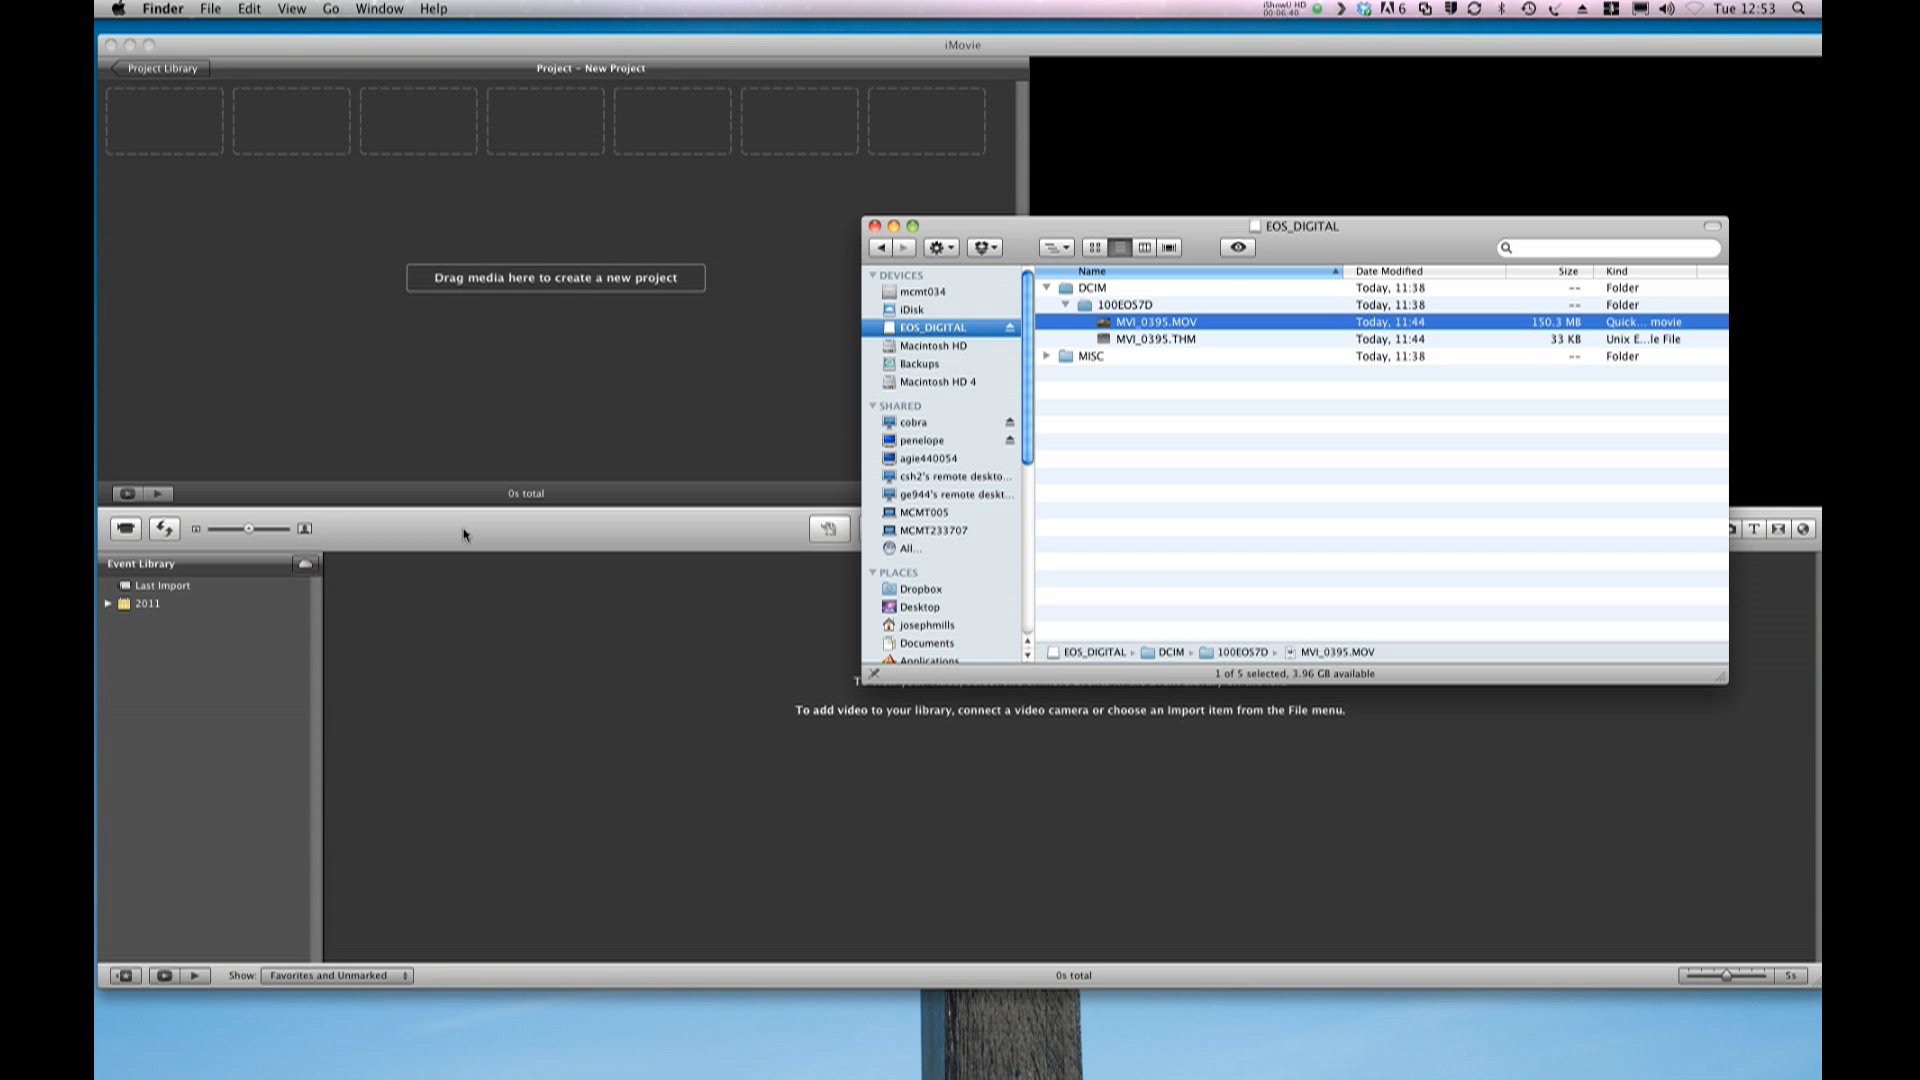 Finder File Edit View Go Window Help
iShowU HD
00:06:40
6
Tue 12:53
iMovie
Project Library
Project - New Project
Drag media here to create a new project
0s total
Event Library
Last Import
2011
EOS_DIGITAL
DEVICES
mcmt034
iDisk
EOS_DIGITAL
Macintosh HD
Backups
Macintosh HD 4
SHARED
cobra
penelope
agie440054
csh2's remote deskto...
ge944's remote deskt...
MCMT005
MCMT233707
All...
PLACES
Dropbox
Desktop
josephmills
Documents
Applications
Name Date Modified Size Kind
DCIM Today, 11:38 -- Folder
100EOS7D Today, 11:38 -- Folder
MVI_0395.MOV Today, 11:44 150.3 MB Quick... movie
MVI_0395.THM Today, 11:44 33 KB Unix E...le File
MISC Today, 11:38 -- Folder
EOS_DIGITAL DCIM 100EOS7D MVI_0395.MOV
1 of 5 selected, 3.96 GB available
T
To add video to your library, connect a video camera or choose an Import item from the File menu.
Show: Favorites and Unmarked
0s total
5s